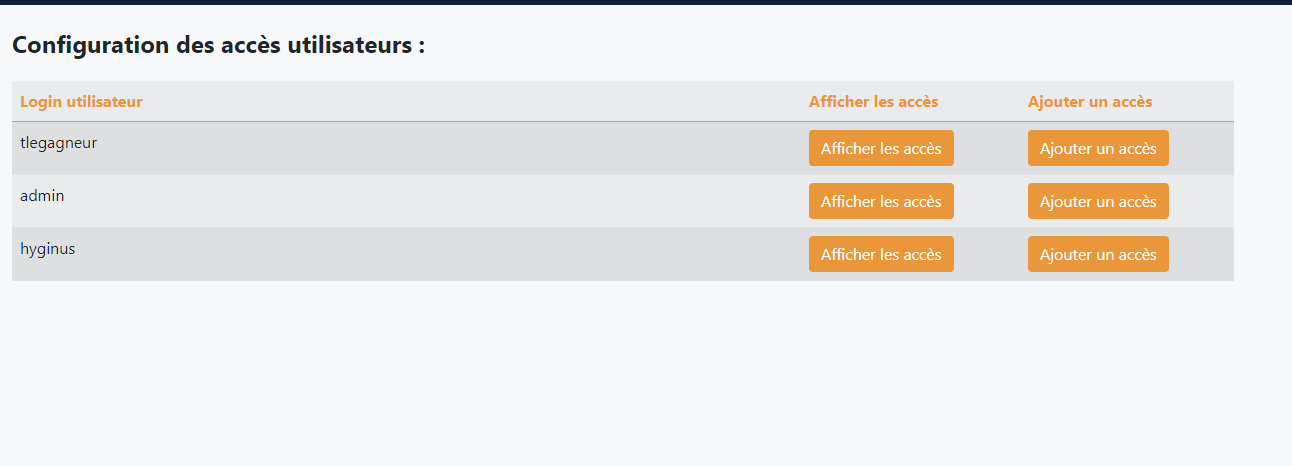 Configuration des accès utilisateurs :
Login utilisateur Afficher les accès Ajouter un accès
tlegagneur Afficher les accès Ajouter un accès
admin Afficher les accès Ajouter un accès
hyginus Afficher les accès Ajouter un accès